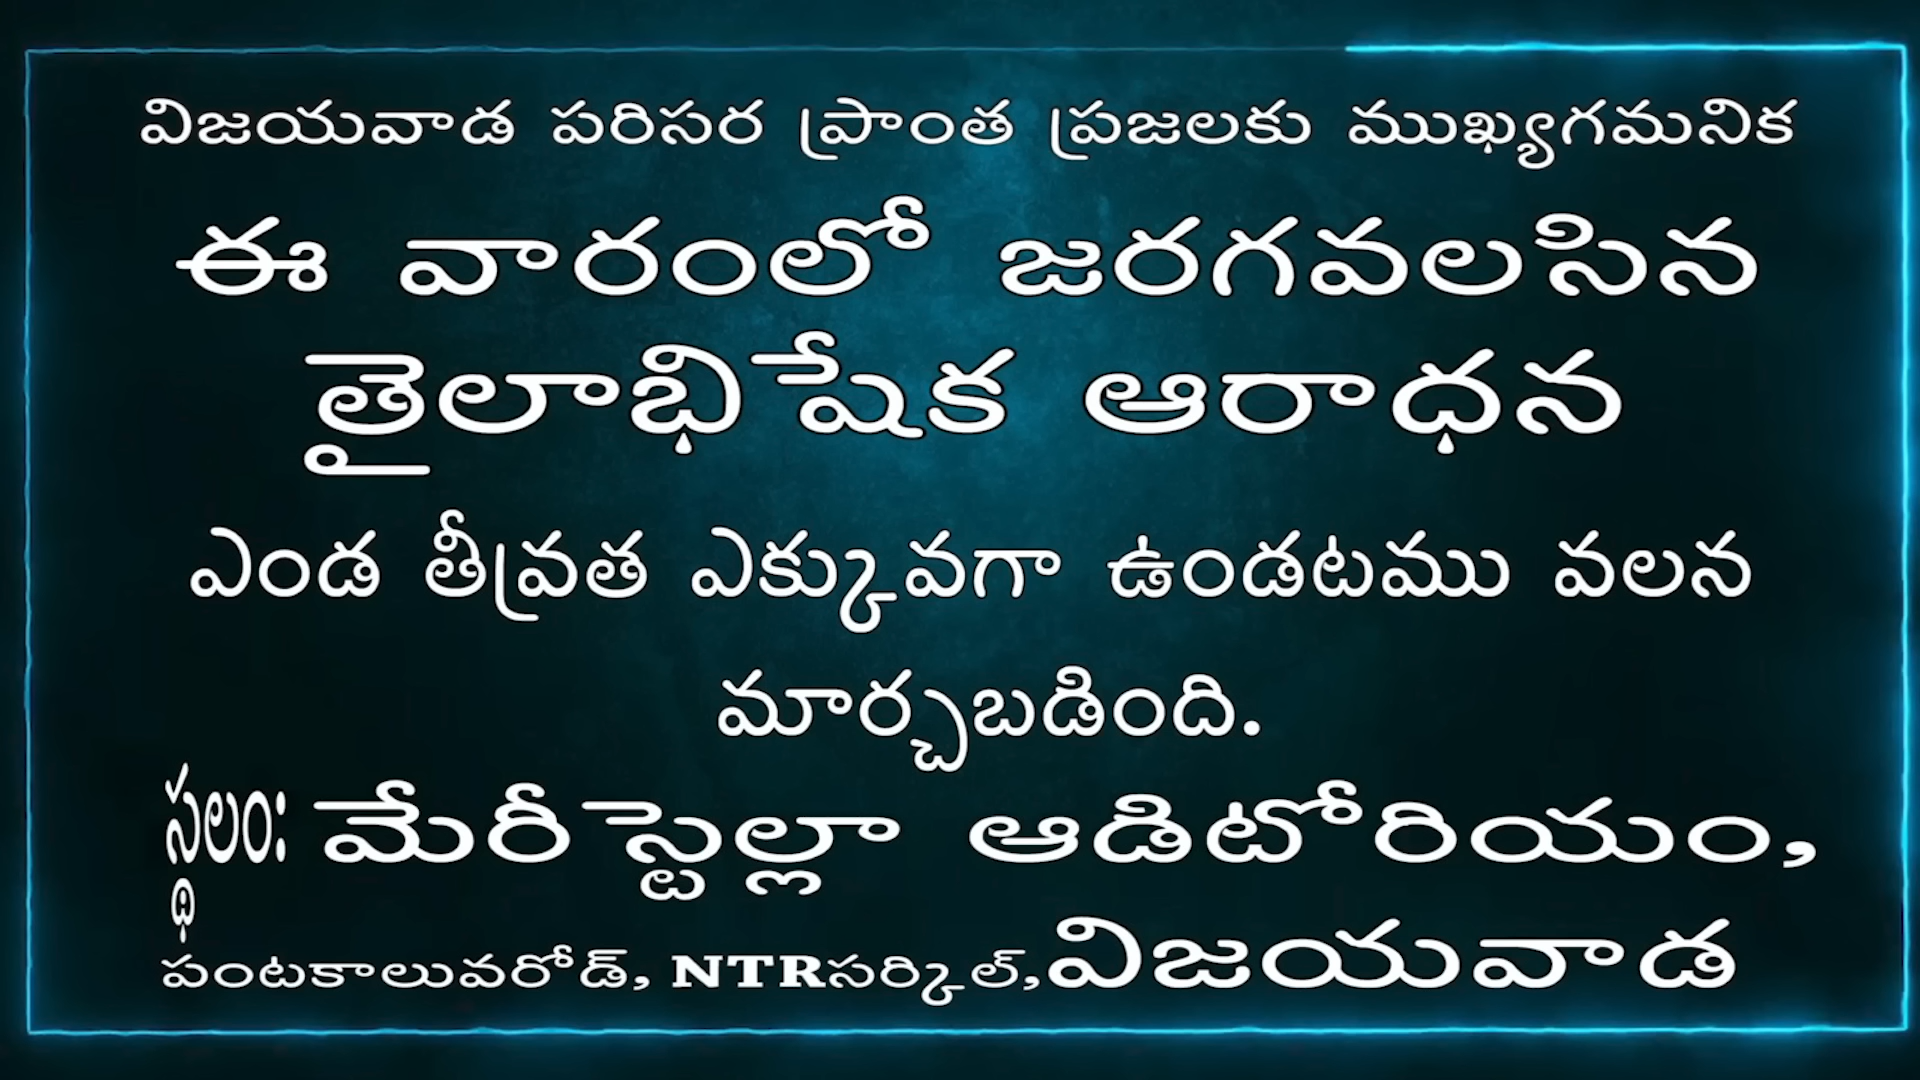 విజయవాడ పరిసర ప్రాంత ప్రజలకు ముఖ్యగమనిక
ఈ వారంలో జరగవలసిన
తైలాభిషేక ఆరాధన
ఎండ తీవ్రత ఎక్కువగా ఉండటము వలన
మార్చబడింది.
స్థలం: మేరీస్టెల్లా ఆడిటోరియం,
పంటకాలువరోడ్, NTRసర్కిల్,విజయవాడ